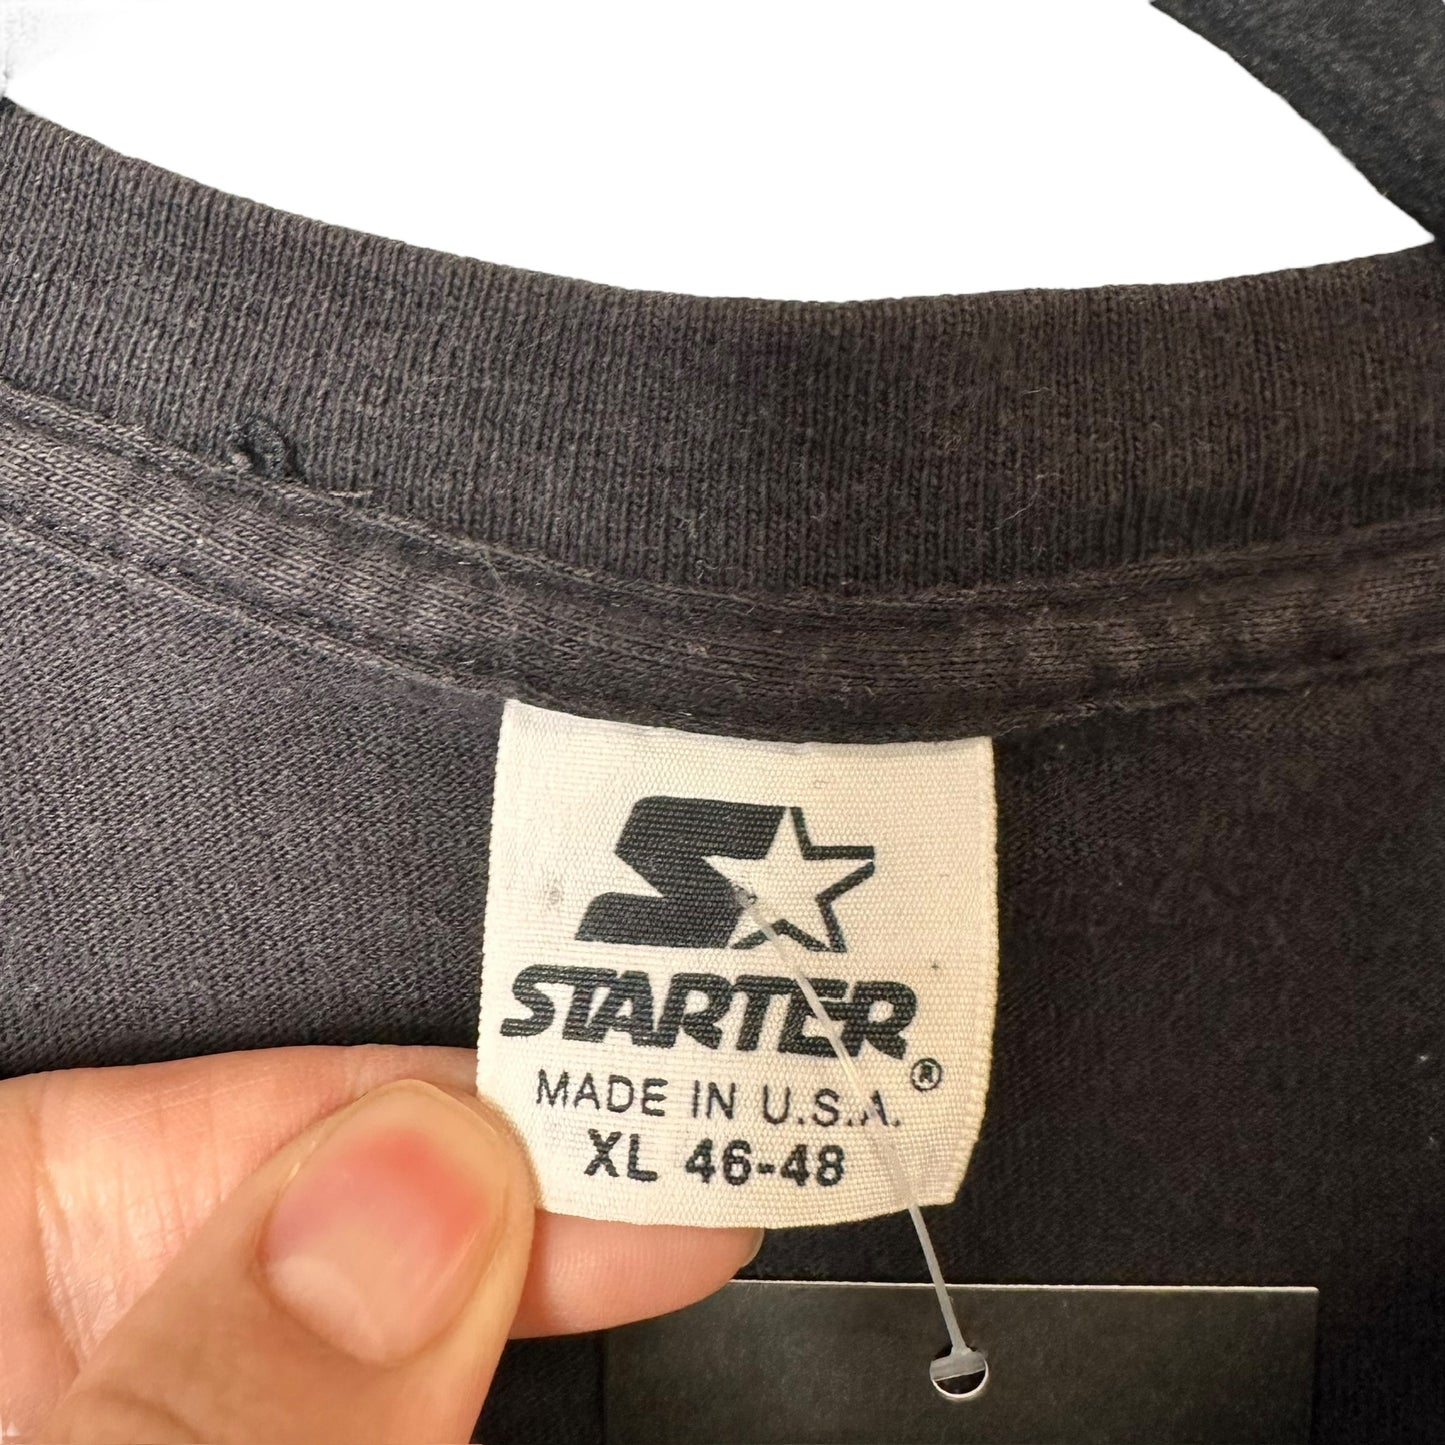 STARTER®
MADE IN U.S.A.
XL 46-48